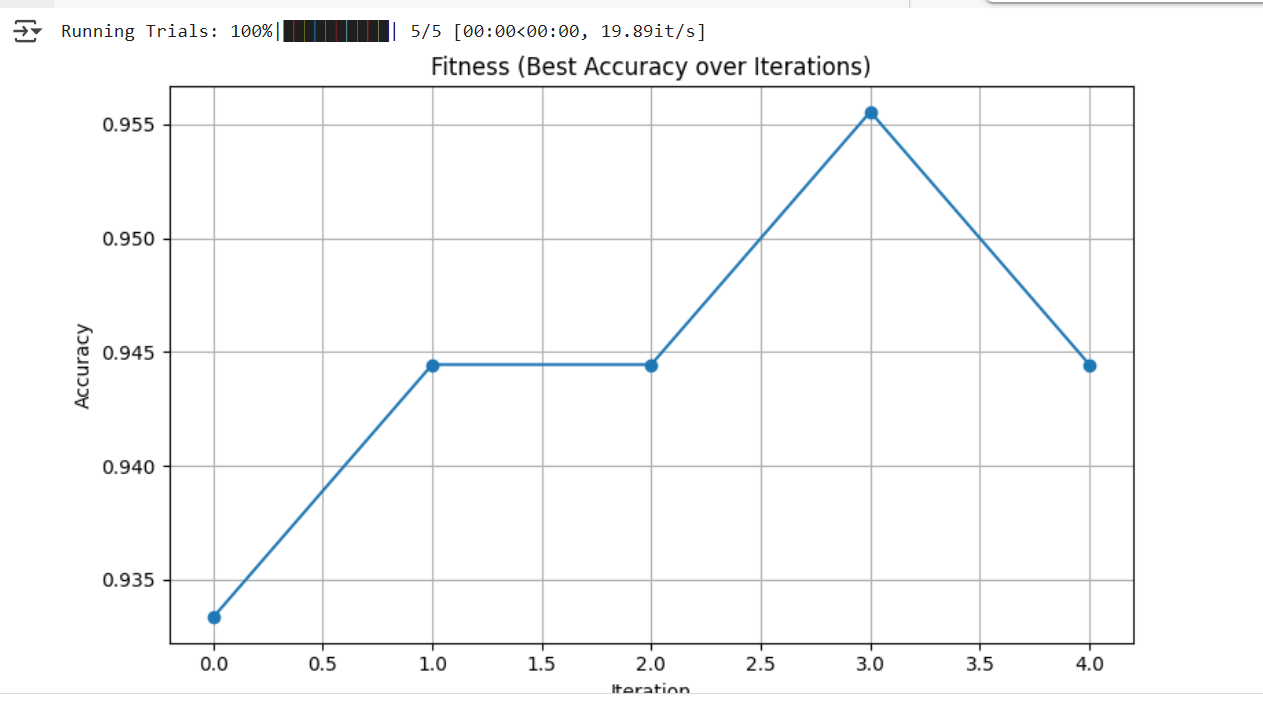 Running Trials: 100%|██████████| 5/5 [00:00<00:00, 19.89it/s]
Fitness (Best Accuracy over Iterations)
0.955
0.950
0.945
0.940
0.935
Accuracy
0.0 0.5 1.0 1.5 2.0 2.5 3.0 3.5 4.0
Iteration